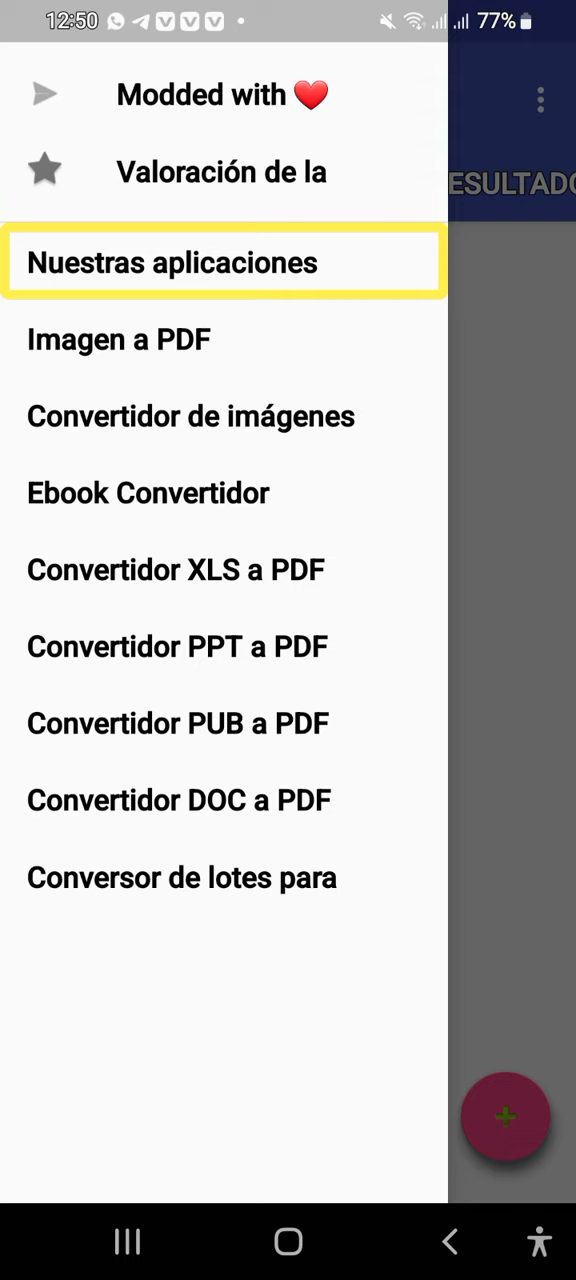 12:50
77%
Modded with ❤️
Valoración de la
ESULTADO
Nuestras aplicaciones
Imagen a PDF
Convertidor de imágenes
Ebook Convertidor
Convertidor XLS a PDF
Convertidor PPT a PDF
Convertidor PUB a PDF
Convertidor DOC a PDF
Conversor de lotes para